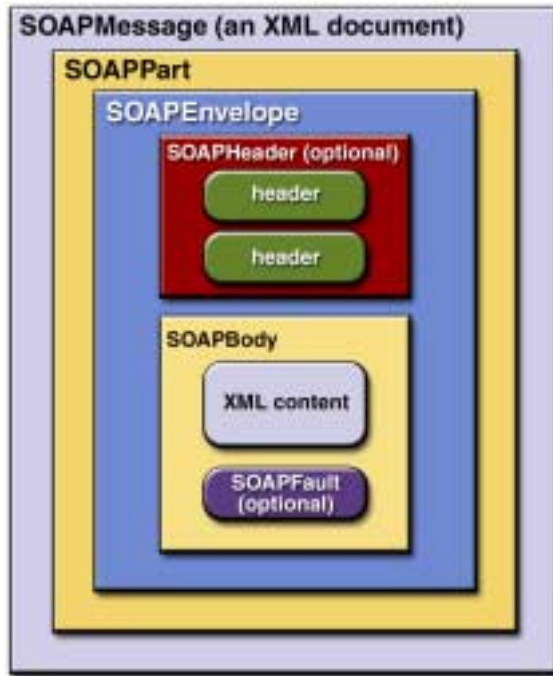 SOAPMessage (an XML document)
SOAPPart
SOAPEnvelope
SOAPHeader (optional)
header
header
SOAPBody
XML content
SOAPFault
(optional)